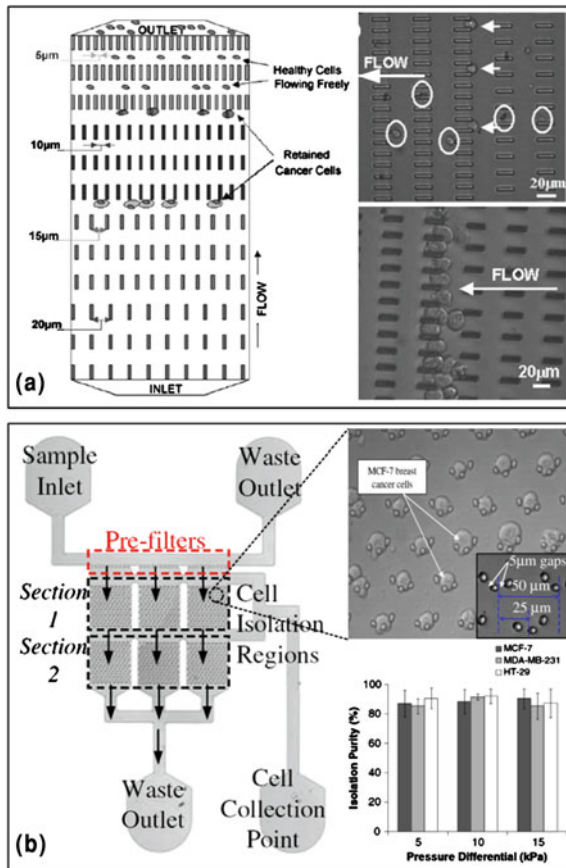 OUTLET
5µm
Healthy Cells
Flowing Freely
10µm
Retained
Cancer Cells
15µm
20µm
FLOW
INLET
(a)
FLOW
20µm
FLOW
20µm
Sample
Inlet
Waste
Outlet
Pre-filters
Section
1
Cell
Isolation
Regions
Section
2
Waste
Outlet
Cell
Collection
Point
(b)
MCF-7 breast
cancer cells
5µm gaps
50 µm
25 µm
MCF-7
MDA-MB-231
HT-29
Isolation Purity (%)
100
80
60
40
20
0
5
10
15
Pressure Differential (kPa)